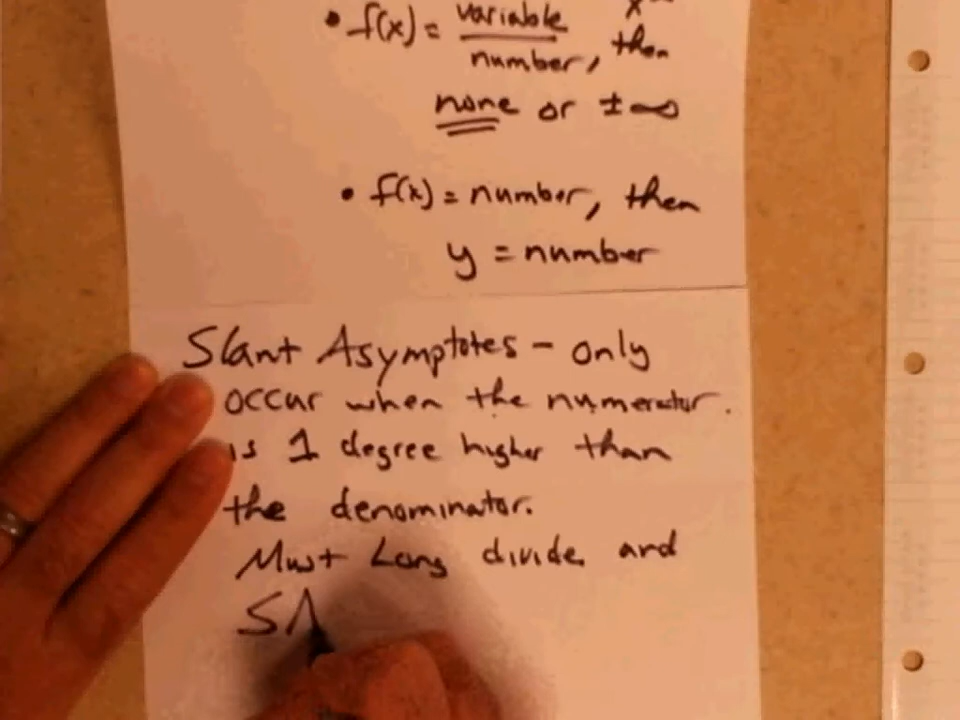 • f(x) = variable x
number, then
none or ±∞
• f(x) = number, then
y = number
Slant Asymptotes - only
occur when the numerator.
is 1 degree higher than
the denominator.
Must Long divide and
SA